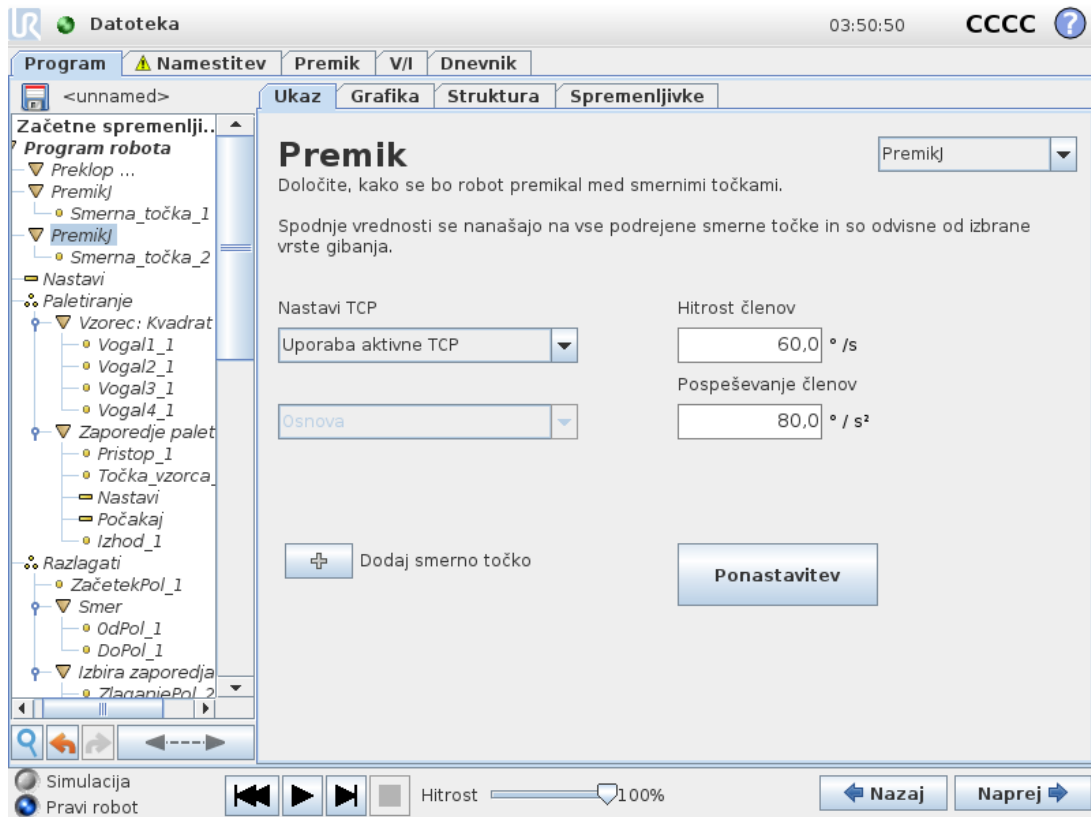 UR Datoteka 03:50:50 CCCC ?
Program Namestitev Premik V/I Dnevnik
<unnamed>
Ukaz Grafika Struktura Spremenljivke
Začetne spremenlji..
Program robota
Preklop ...
PremikJ
Smerna_točka_1
PremikJ
Smerna_točka_2
Nastavi
Paletiranje
Vzorec: Kvadrat
Vogal1_1
Vogal2_1
Vogal3_1
Vogal4_1
Zaporedje palet
Pristop_1
Točka_vzorca_
Nastavi
Počakaj
Izhod_1
Razlagati
ZačetekPol_1
Smer
OdPol_1
DoPol_1
Izbira zaporedja
ZlaganjePol_2
Premik
PremikJ
Določite, kako se bo robot premikal med smernimi točkami.
Spodnje vrednosti se nanašajo na vse podrejene smerne točke in so odvisne od izbrane
vrste gibanja.
Nastavi TCP
Uporaba aktivne TCP
Osnova
Hitrost členov
60,0 ° /s
Pospeševanje členov
80,0 ° / s²
Dodaj smerno točko
Ponastavitev
Simulacija
Pravi robot
Hitrost 100%
Nazaj
Naprej